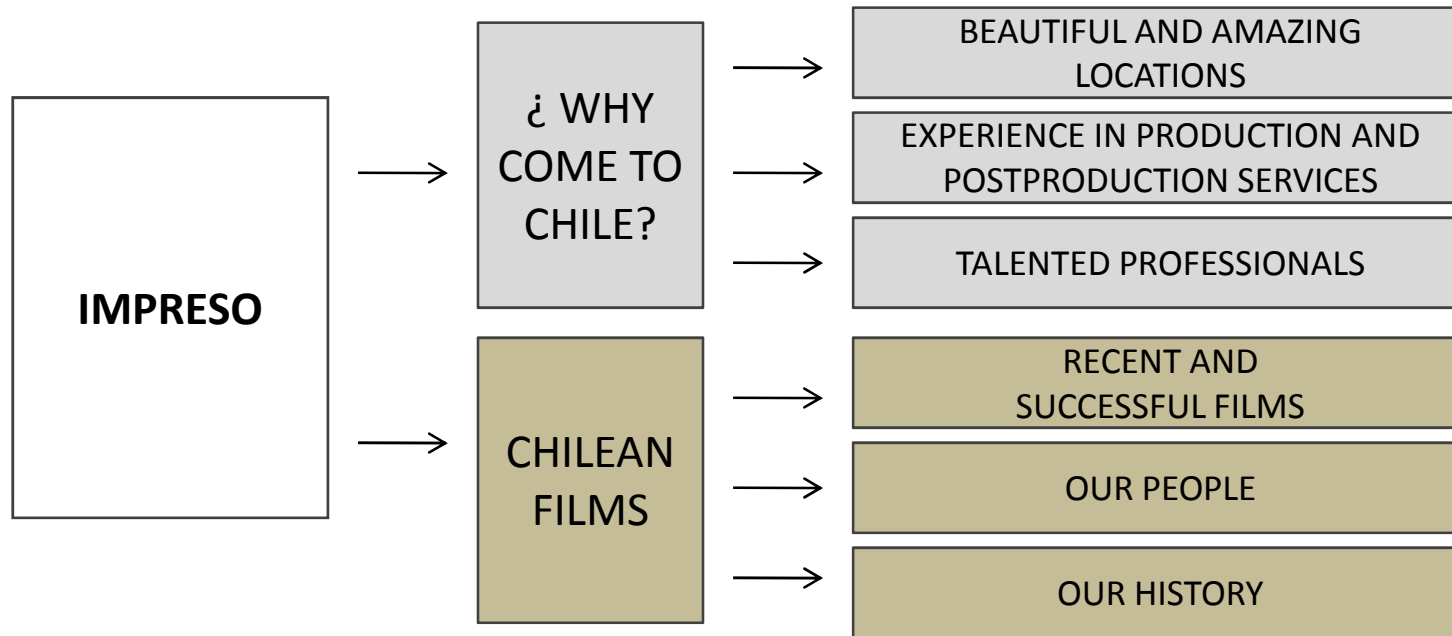 IMPRESO
¿ WHY
COME TO
CHILE?
BEAUTIFUL AND AMAZING
LOCATIONS
EXPERIENCE IN PRODUCTION AND
POSTPRODUCTION SERVICES
TALENTED PROFESSIONALS
CHILEAN
FILMS
RECENT AND
SUCCESSFUL FILMS
OUR PEOPLE
OUR HISTORY